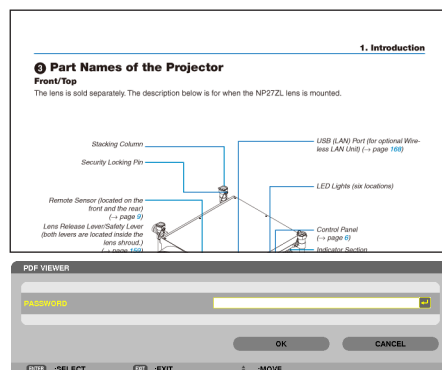 1. Introduction
❸ Part Names of the Projector
Front/Top
The lens is sold separately. The description below is for when the NP27ZL lens is mounted.
Stacking Column
Security Locking Pin
Remote Sensor (located on the
front and the rear)
(→ page 9)
Lens Release Lever/Safety Lever
(both levers are located inside the
lens shroud.)
(→ page 159)
USB (LAN) Port (for optional Wire-
less LAN Unit) (→ page 168)
LED Lights (six locations)
Control Panel
(→ page 6)
Indicator Section
PDF VIEWER
PASSWORD
OK
CANCEL
ENTER :SELECT
EXIT :EXIT
:MOVE